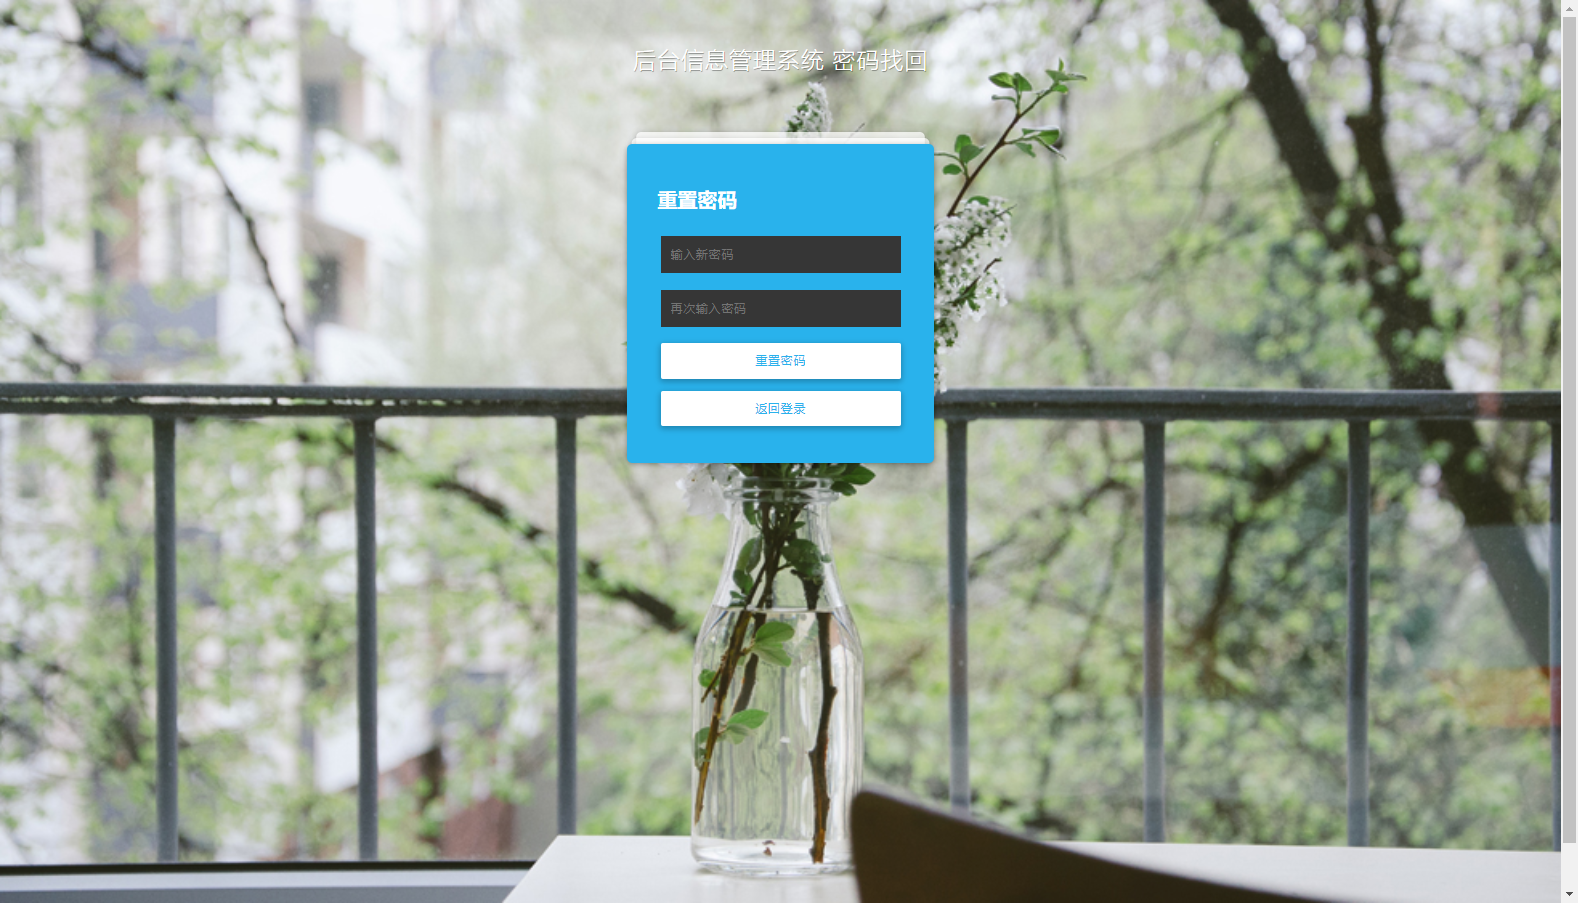 后台信息管理系统 密码找回
重置密码
输入新密码
再次输入密码
重置密码
返回登录